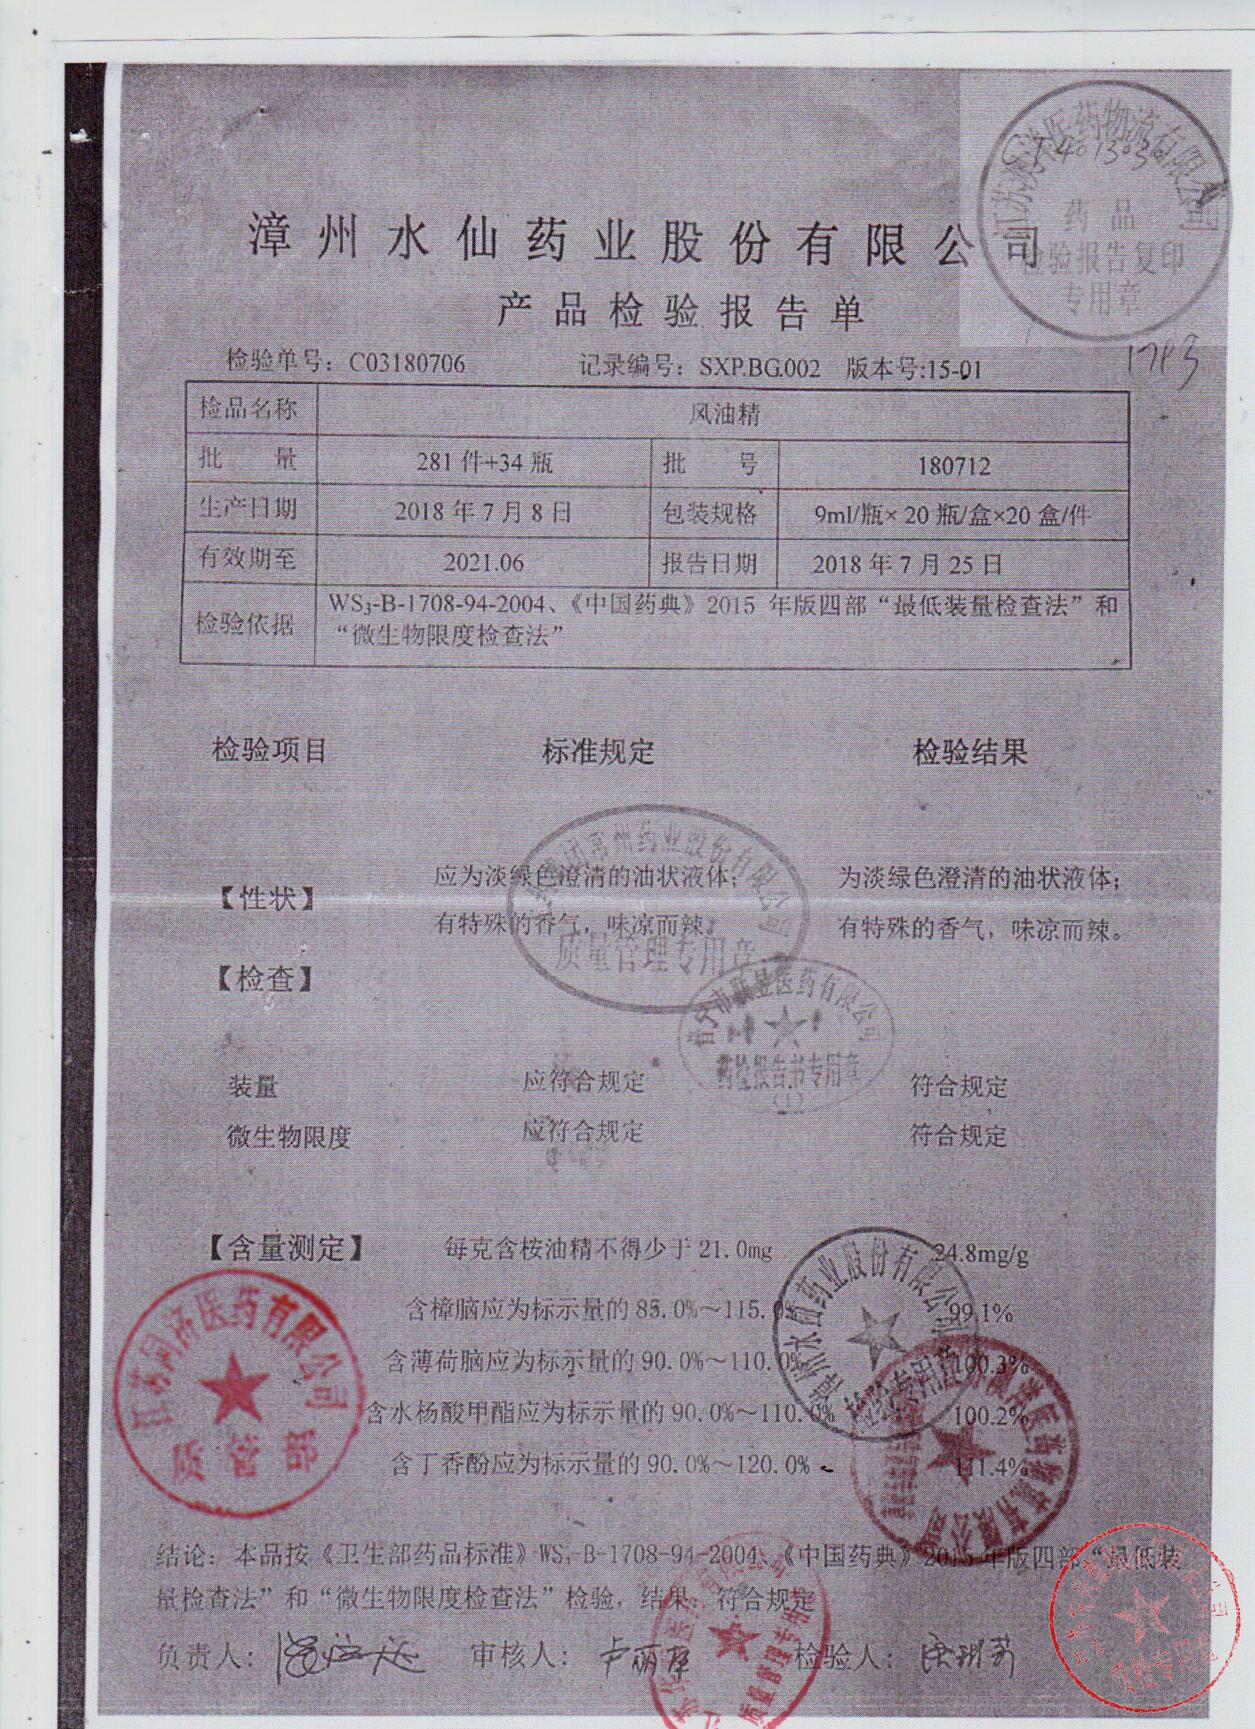 漳州水仙药业股份有限公司
产品检验报告单
检验单号：C03180706 记录编号：SXP.BG.002 版本号:15-01
1783
检品名称 风油精
批量 281件+34瓶 批号 180712
生产日期 2018年7月8日 包装规格 9ml/瓶×20瓶/盒×20盒/件
有效期至 2021.06 报告日期 2018年7月25日
检验依据 WS₃-B-1708-94-2004、《中国药典》2015年版四部“最低装量检查法”和
“微生物限度检查法”
药品
检验报告复印
专用章
检验项目 标准规定 检验结果
【性状】 应为淡绿色澄清的油状液体； 为淡绿色澄清的油状液体；
有特殊的香气，味凉而辣。 有特殊的香气，味凉而辣。
质量管理专用章
【检查】
药检报告书专用章
（1）
装量 应符合规定 符合规定
微生物限度 应符合规定 符合规定
【含量测定】 每克含桉油精不得少于21.0mg 24.8mg/g
含樟脑应为标示量的85.0%～115.0% 99.1%
含薄荷脑应为标示量的90.0%～110.0% 100.3%
含水杨酸甲酯应为标示量的90.0%～110.0% 100.2%
含丁香酚应为标示量的90.0%～120.0% 111.4%
医药有限公司
质管部
结论：本品按《卫生部药品标准》WS₃-B-1708-94-2004、《中国药典》2015年版四部“最低装
量检查法”和“微生物限度检查法”检验，结果 符合规定
负责人： 审核人： 检验人：